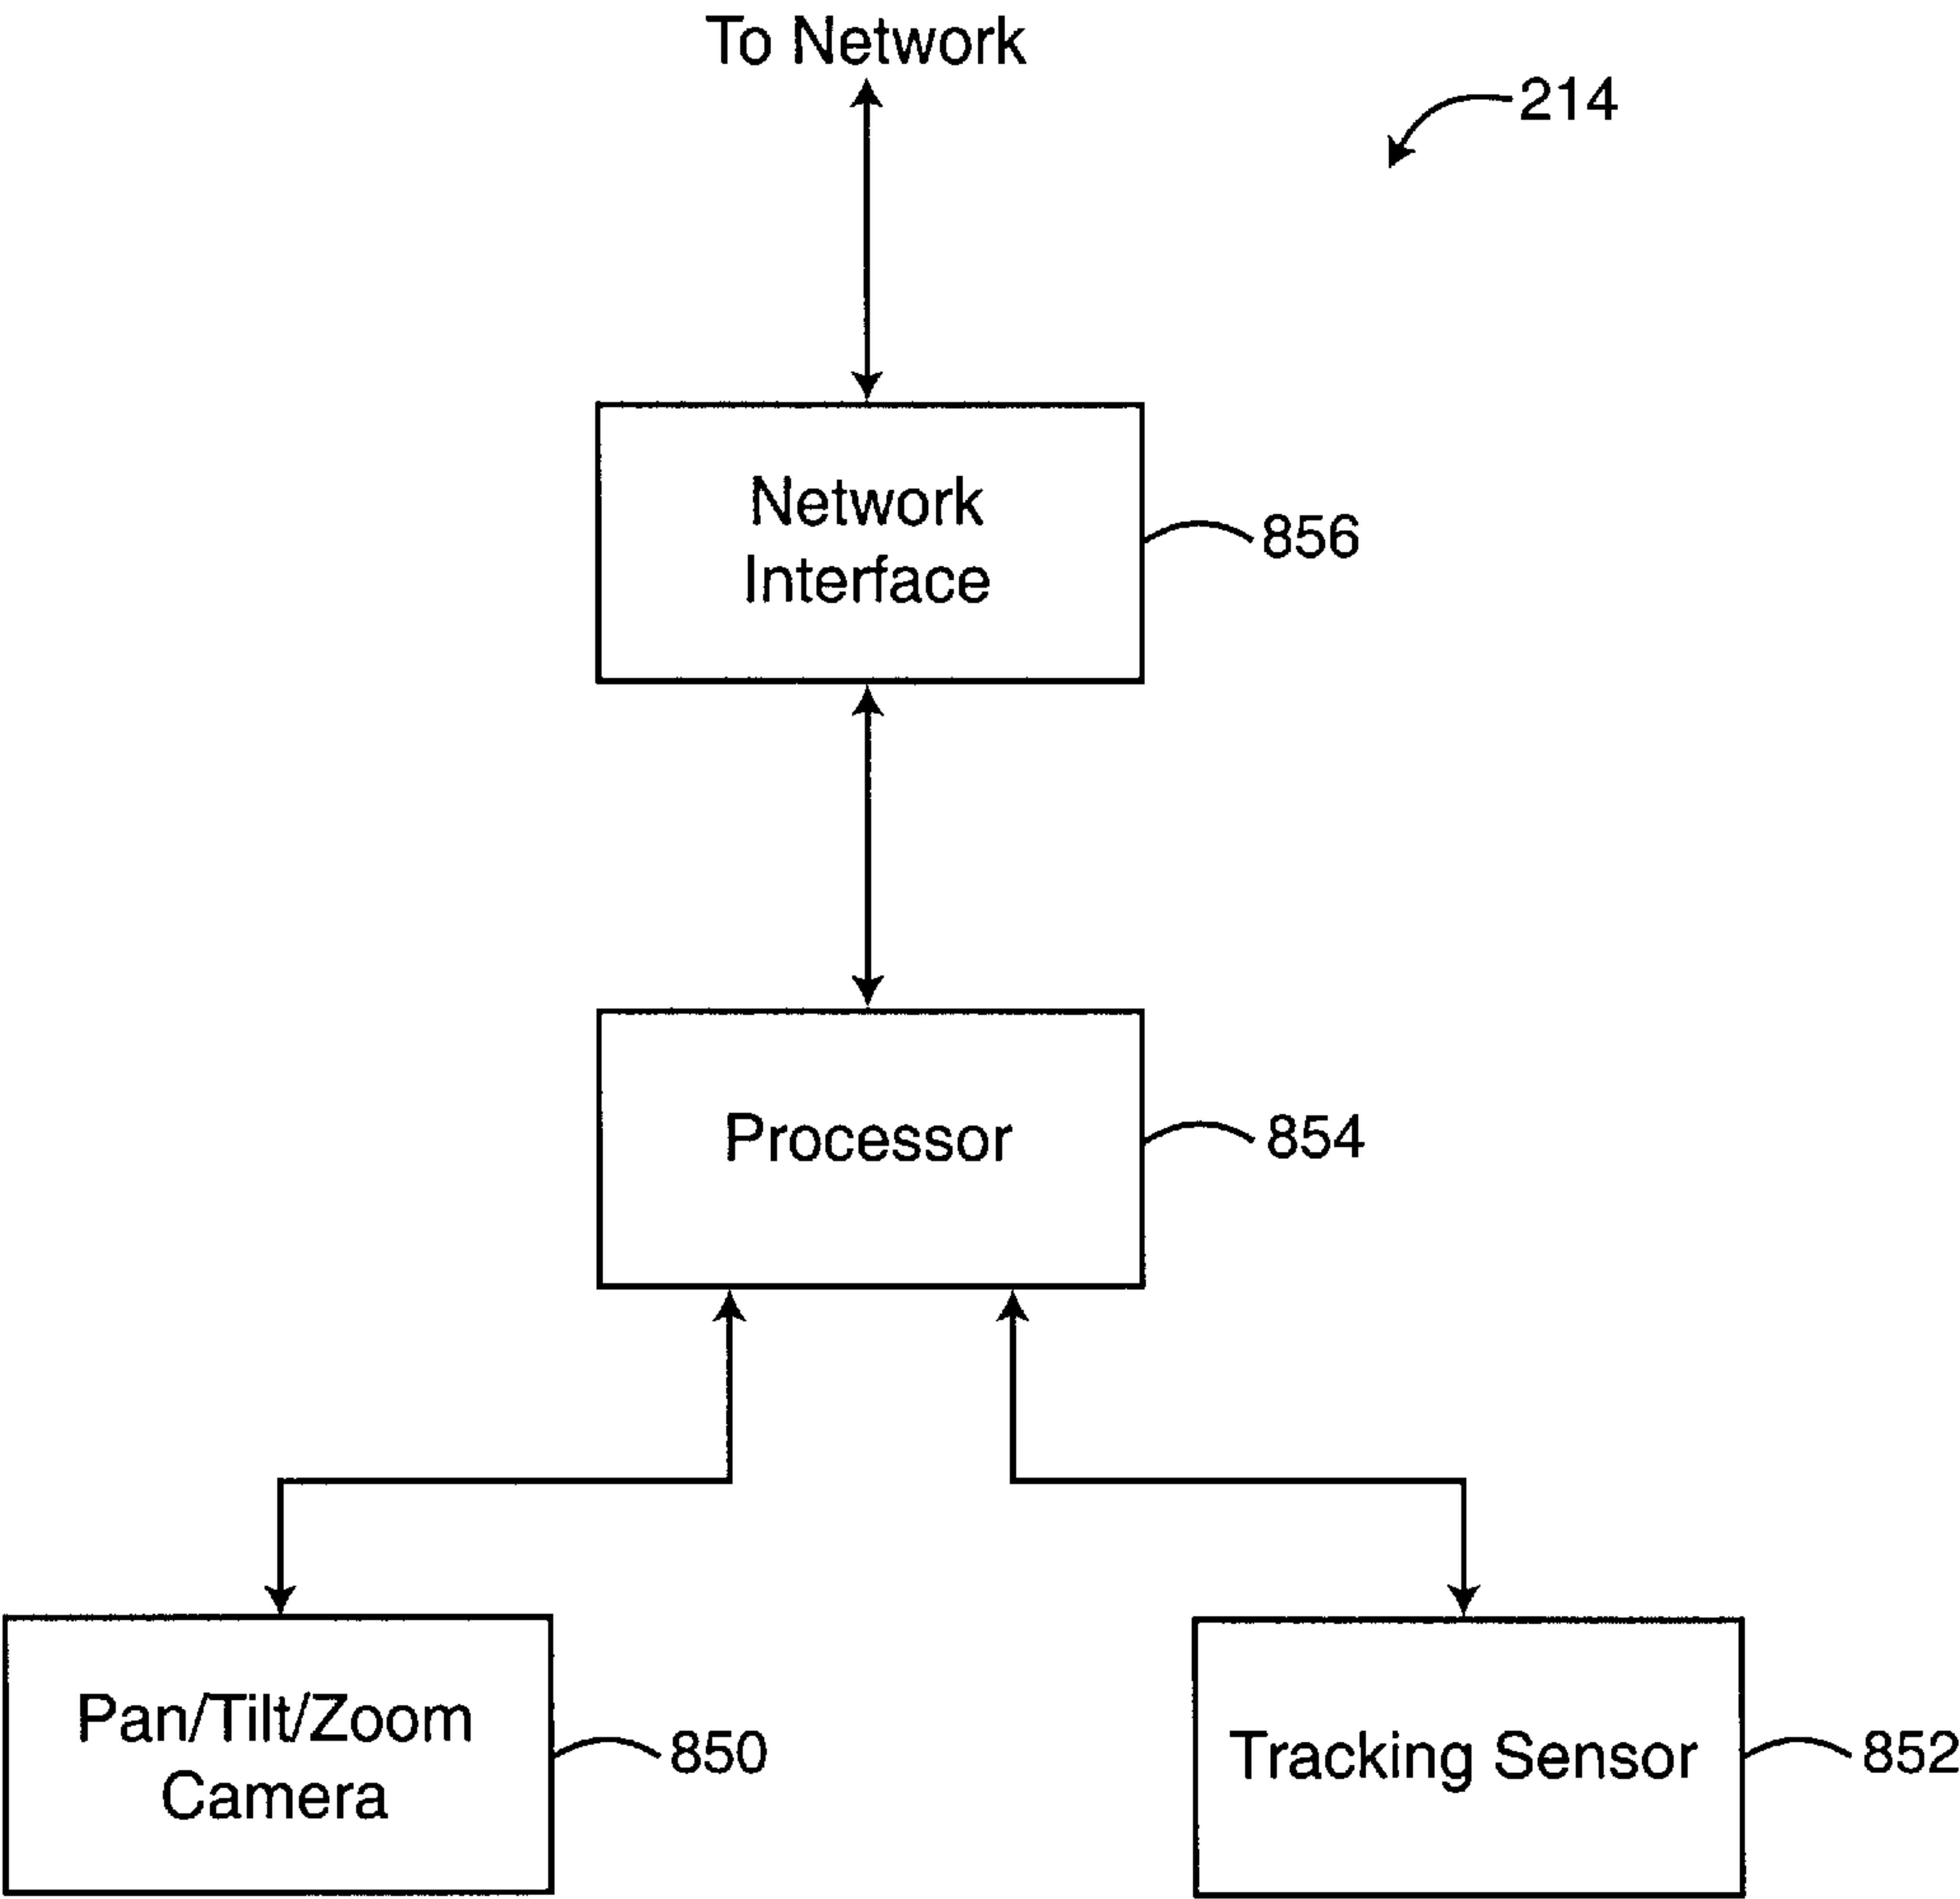 To Network
214
Network
Interface
856
Processor
854
Pan/Tilt/Zoom
Camera
850
Tracking Sensor
852